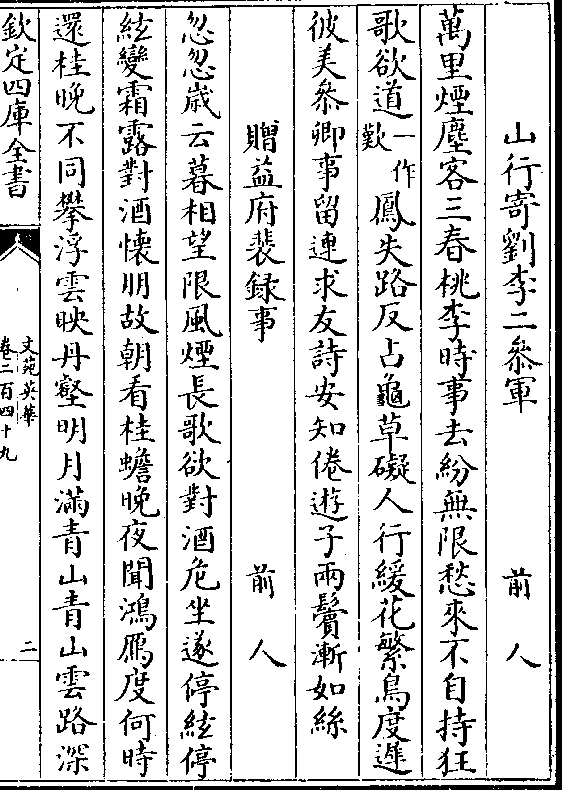 山行寄劉李二叅軍　前人
萬里煙塵客三春桃李時事去紛無限愁來不自持狂
歌欲道一作歎鳳失路反占龜草礙人行緩花繁鳥度遲
彼美叅卿事留連求友詩安知倦遊子兩鬢漸如絲
贈益府裴録事　前人
忽忽歲云暮相望限風煙長歌欲對酒危坐遂停絃停
絃變霜露對酒懐朋故朝看桂蟾晚夜聞鴻鴈度何時
還桂晚不同攀浮雲映丹壑明月滿青山青山雲路深
欽定四庫全書
文苑英華
卷二百四十九
二